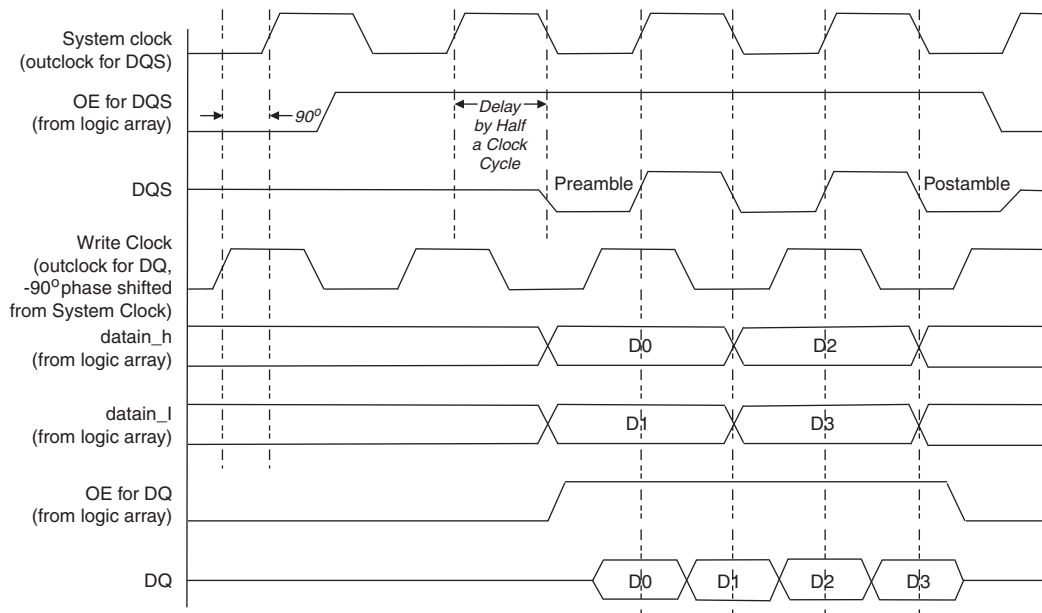 System clock
(outclock for DQS)
OE for DQS
(from logic array)
90º
Delay
by Half
a Clock
Cycle
DQS
Preamble
Postamble
Write Clock
(outclock for DQ,
-90º phase shifted
from System Clock)
datain_h
(from logic array)
D0
D2
datain_l
(from logic array)
D1
D3
OE for DQ
(from logic array)
DQ
D0
D1
D2
D3